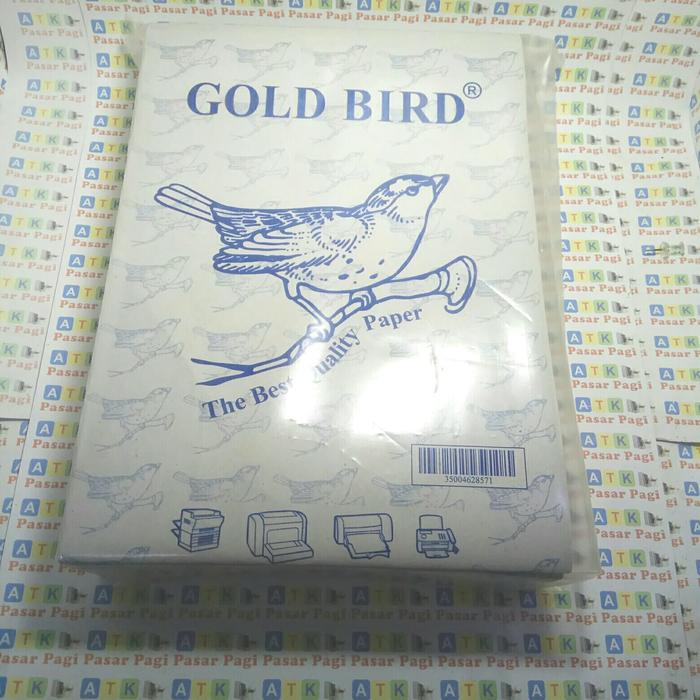 GOLD BIRD®
The Best Quality Paper
35004628571
ATK
Pasar Pagi